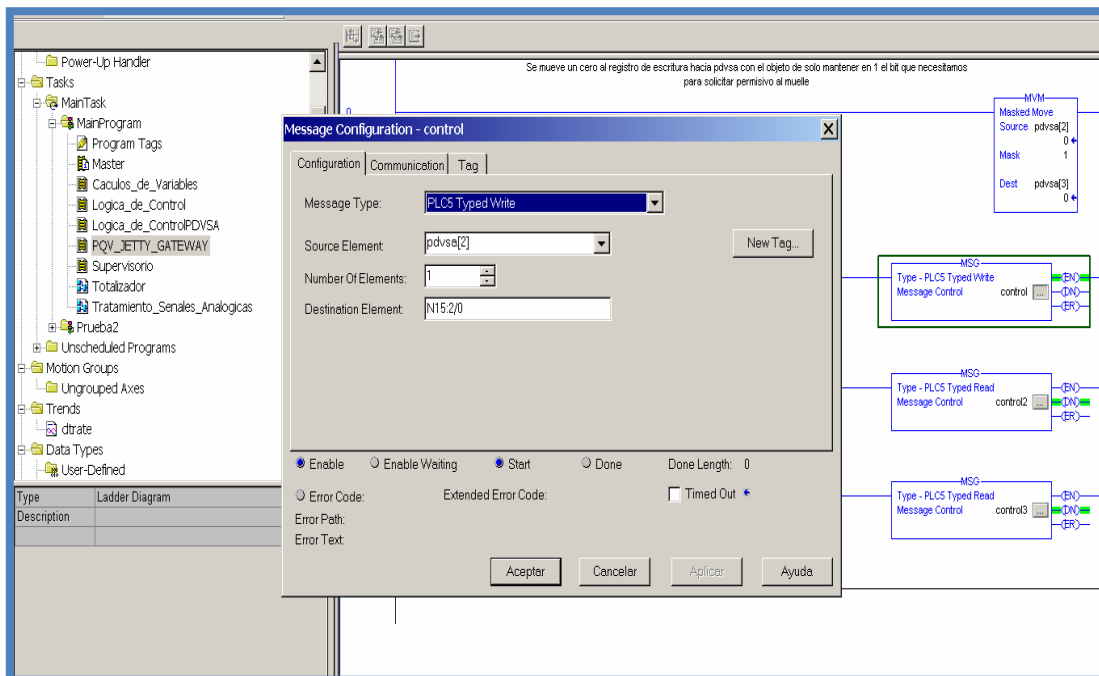 Power-Up Handler
Tasks
MainTask
MainProgram
Program Tags
Master
Caculos_de_Variables
Logica_de_Control
Logica_de_ControlPDVSA
PQV_JETTY_GATEWAY
Supervisorio
Totalizador
Tratamiento_Senales_Analogicas
Prueba2
Unscheduled Programs
Motion Groups
Ungrouped Axes
Trends
dtrate
Data Types
User-Defined
Type Ladder Diagram
Description
Se mueve un cero al registro de escritura hacia pdvsa con el objeto de solo mantener en 1 el bit que necesitamos
para solicitar permisivo al muelle
0
MVM
Masked Move
Source pdvsa[2]
0
Mask 1
Dest pdvsa[3]
0
Message Configuration - control
Configuration Communication Tag
Message Type: PLC5 Typed Write
Source Element: pdvsa[2] New Tag...
Number Of Elements: 1
Destination Element: N15:2/0
Enable Enable Waiting Start Done Done Length: 0
Error Code: Extended Error Code: Timed Out
Error Path:
Error Text:
Aceptar Cancelar Aplicar Ayuda
MSG
Type - PLC5 Typed Write (EN)
Message Control control ... (DN)
(ER)
MSG
Type - PLC5 Typed Read (EN)
Message Control control2 ... (DN)
(ER)
MSG
Type - PLC5 Typed Read (EN)
Message Control control3 ... (DN)
(ER)